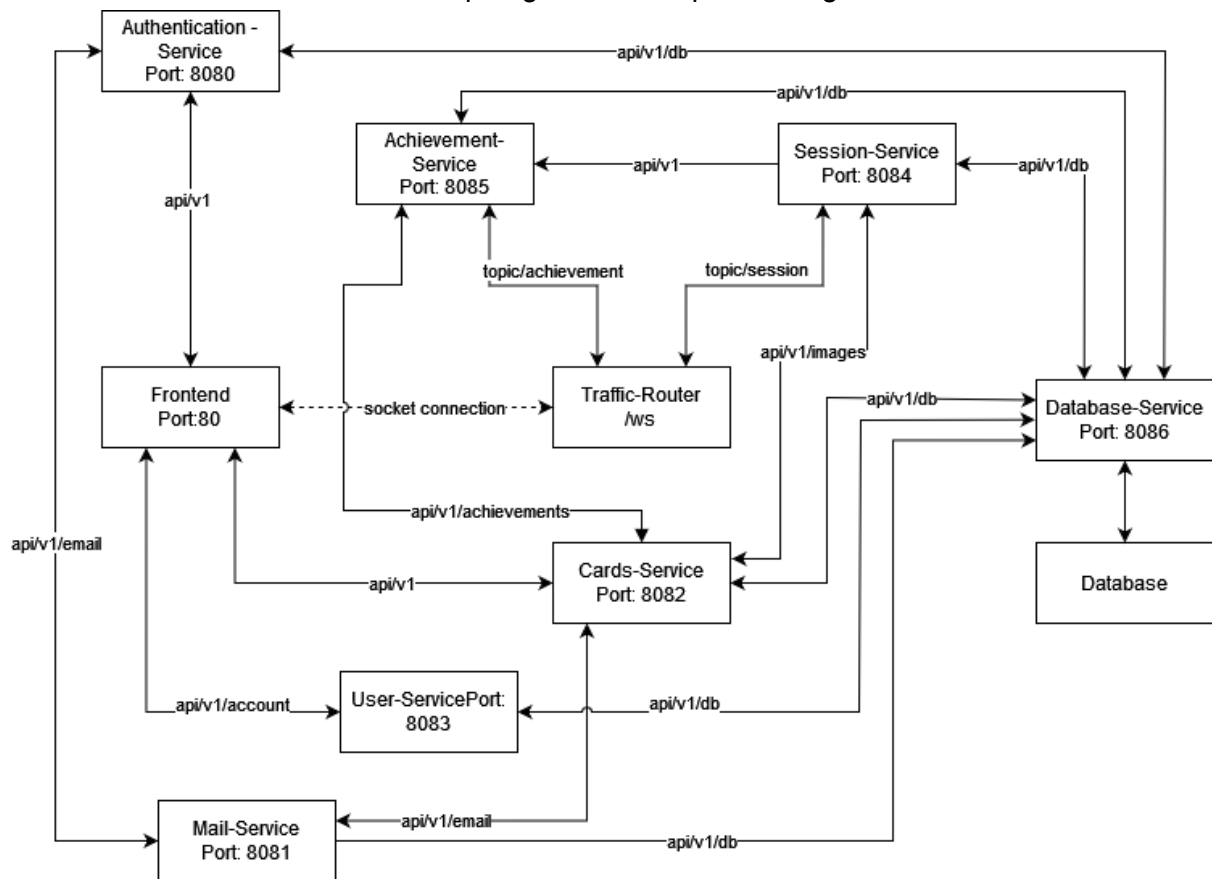 Authentication -
Service
Port: 8080
api/v1/db
api/v1/db
Achievement-
Service
Port: 8085
api/v1
Session-Service
Port: 8084
api/v1/db
api/v1
topic/achievement
topic/session
api/v1/images
Frontend
Port:80
socket connection
Traffic-Router
/ws
api/v1/db
Database-Service
Port: 8086
api/v1/achievements
api/v1/email
api/v1
Cards-Service
Port: 8082
Database
api/v1/account
User-ServicePort:
8083
api/v1/db
Mail-Service
Port: 8081
api/v1/email
api/v1/db